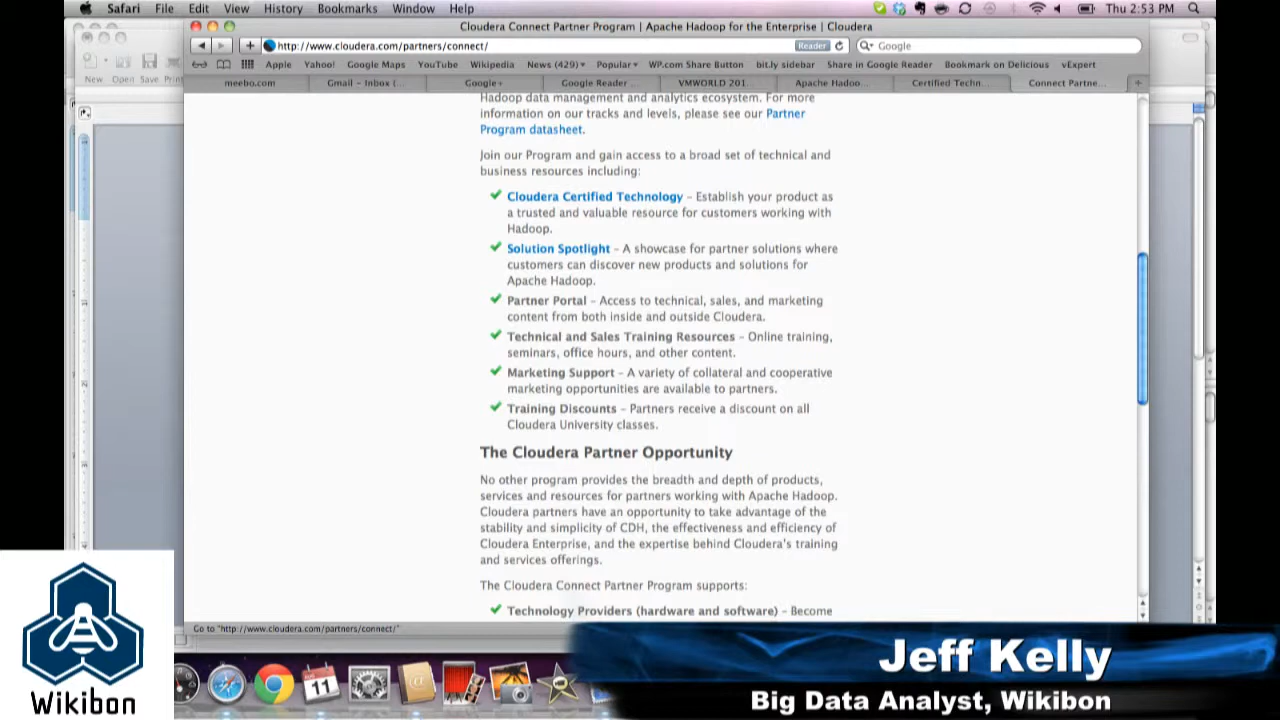 Safari File Edit View History Bookmarks Window Help Thu 2:53 PM
Cloudera Connect Partner Program | Apache Hadoop for the Enterprise | Cloudera
http://www.cloudera.com/partners/connect/ Reader Google
Apple Yahoo! Google Maps YouTube Wikipedia News (429) Popular WP.com Share Button bit.ly sidebar Share in Google Reader Bookmark on Delicious vExpert
meebo.com Gmail – Inbox (... Google+ Google Reader... VMWORLD 201... Apache Hadoo... Certified Techn... Connect Partne...
New Open Save Print
Hadoop data management and analytics ecosystem. For more
information on our tracks and levels, please see our Partner
Program datasheet.
Join our Program and gain access to a broad set of technical and
business resources including:
Cloudera Certified Technology – Establish your product as
a trusted and valuable resource for customers working with
Hadoop.
Solution Spotlight – A showcase for partner solutions where
customers can discover new products and solutions for
Apache Hadoop.
Partner Portal – Access to technical, sales, and marketing
content from both inside and outside Cloudera.
Technical and Sales Training Resources – Online training,
seminars, office hours, and other content.
Marketing Support – A variety of collateral and cooperative
marketing opportunities are available to partners.
Training Discounts – Partners receive a discount on all
Cloudera University classes.
The Cloudera Partner Opportunity
No other program provides the breadth and depth of products,
services and resources for partners working with Apache Hadoop.
Cloudera partners have an opportunity to take advantage of the
stability and simplicity of CDH, the effectiveness and efficiency of
Cloudera Enterprise, and the expertise behind Cloudera's training
and services offerings.
The Cloudera Connect Partner Program supports:
Technology Providers (hardware and software) – Become
Go to "http://www.cloudera.com/partners/connect/"
AUG
11
Jeff Kelly
Big Data Analyst, Wikibon
Wikibon